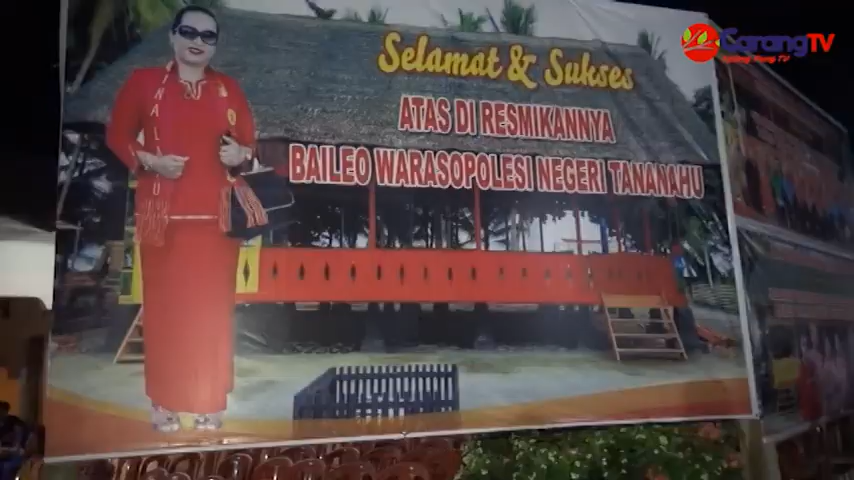 SarangTV
Selamat & Sukses
ATAS DI RESMIKANNYA
BAILEO WARASOPOLESI NEGERI TANANAHU